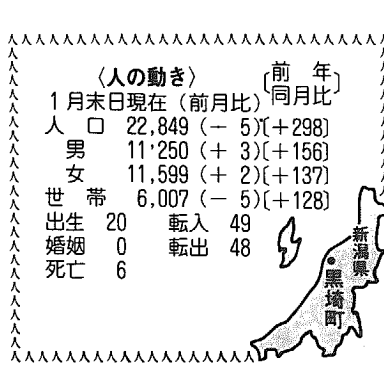 〈人の動き〉〔前年同月比〕
1月末日現在（前月比）
人口 22,849（－ 5）〔＋298〕
男 11,250（＋ 3）〔＋156〕
女 11,599（＋ 2）〔＋137〕
世帯 6,007（－ 5）〔＋128〕
出生 20 転入 49
婚姻 0 転出 48
死亡 6
新潟県
黒埼町